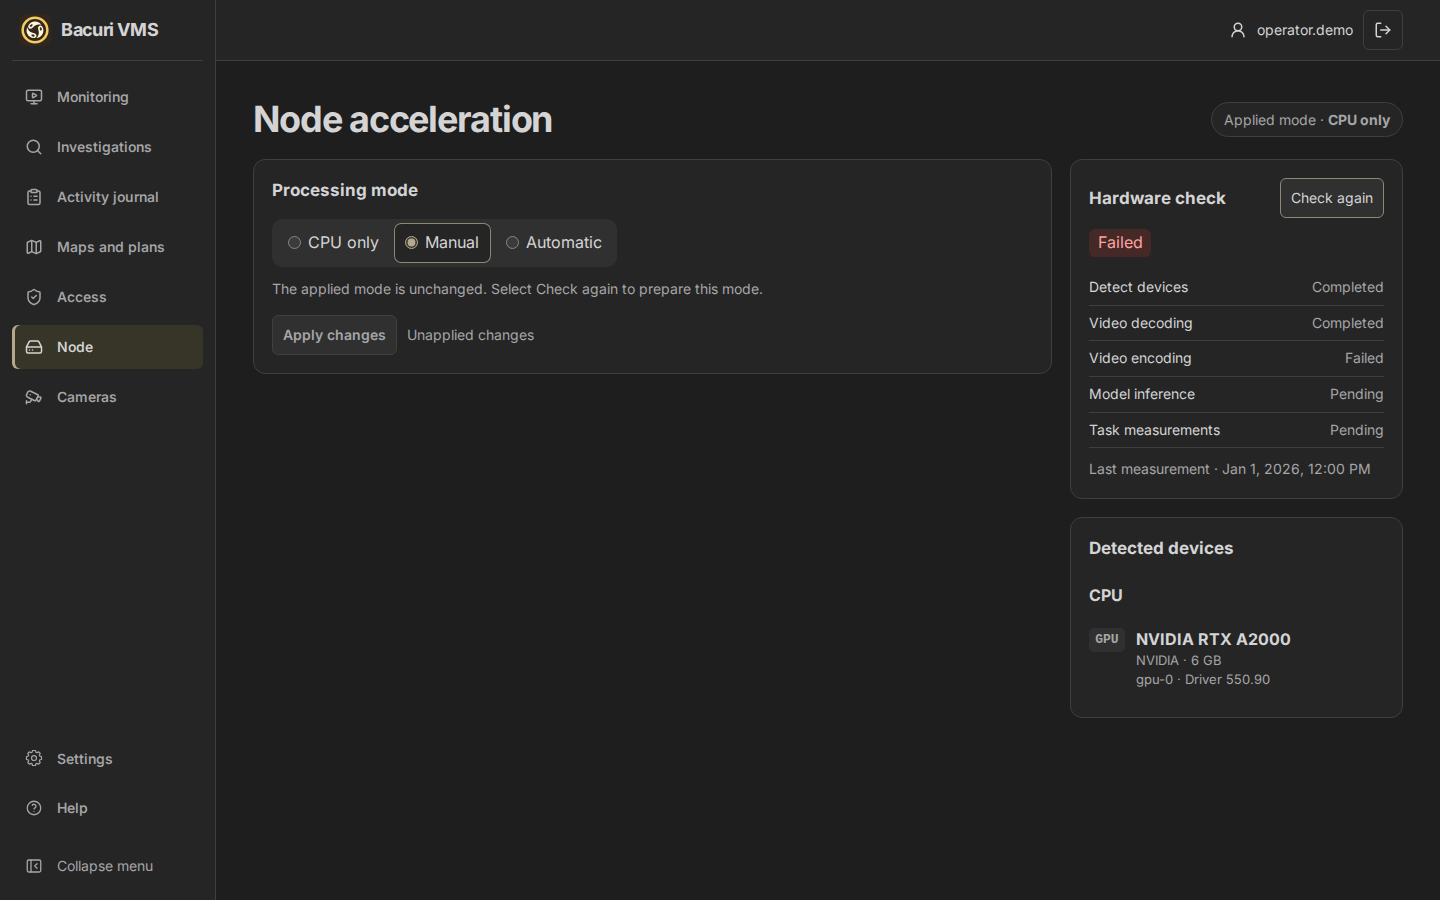 Bacuri VMS
operator.demo
Monitoring
Investigations
Activity journal
Maps and plans
Access
Node
Cameras
Settings
Help
Collapse menu
Node acceleration
Applied mode · CPU only
Processing mode
CPU only
Manual
Automatic
The applied mode is unchanged. Select Check again to prepare this mode.
Apply changes
Unapplied changes
Hardware check
Check again
Failed
Detect devices Completed
Video decoding Completed
Video encoding Failed
Model inference Pending
Task measurements Pending
Last measurement · Jan 1, 2026, 12:00 PM
Detected devices
CPU
GPU NVIDIA RTX A2000
NVIDIA · 6 GB
gpu-0 · Driver 550.90